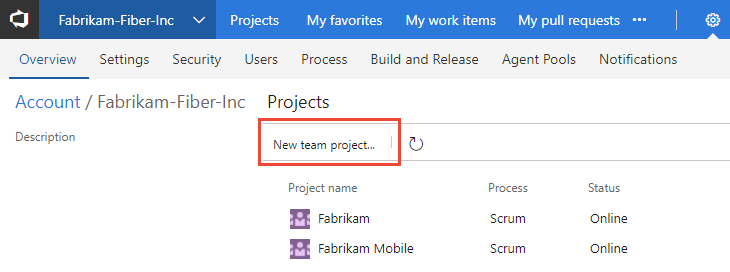 Fabrikam-Fiber-Inc Projects My favorites My work items My pull requests ...
Overview Settings Security Users Process Build and Release Agent Pools Notifications
Account / Fabrikam-Fiber-Inc Projects
Description
New team project...
Project name Process Status
Fabrikam Scrum Online
Fabrikam Mobile Scrum Online